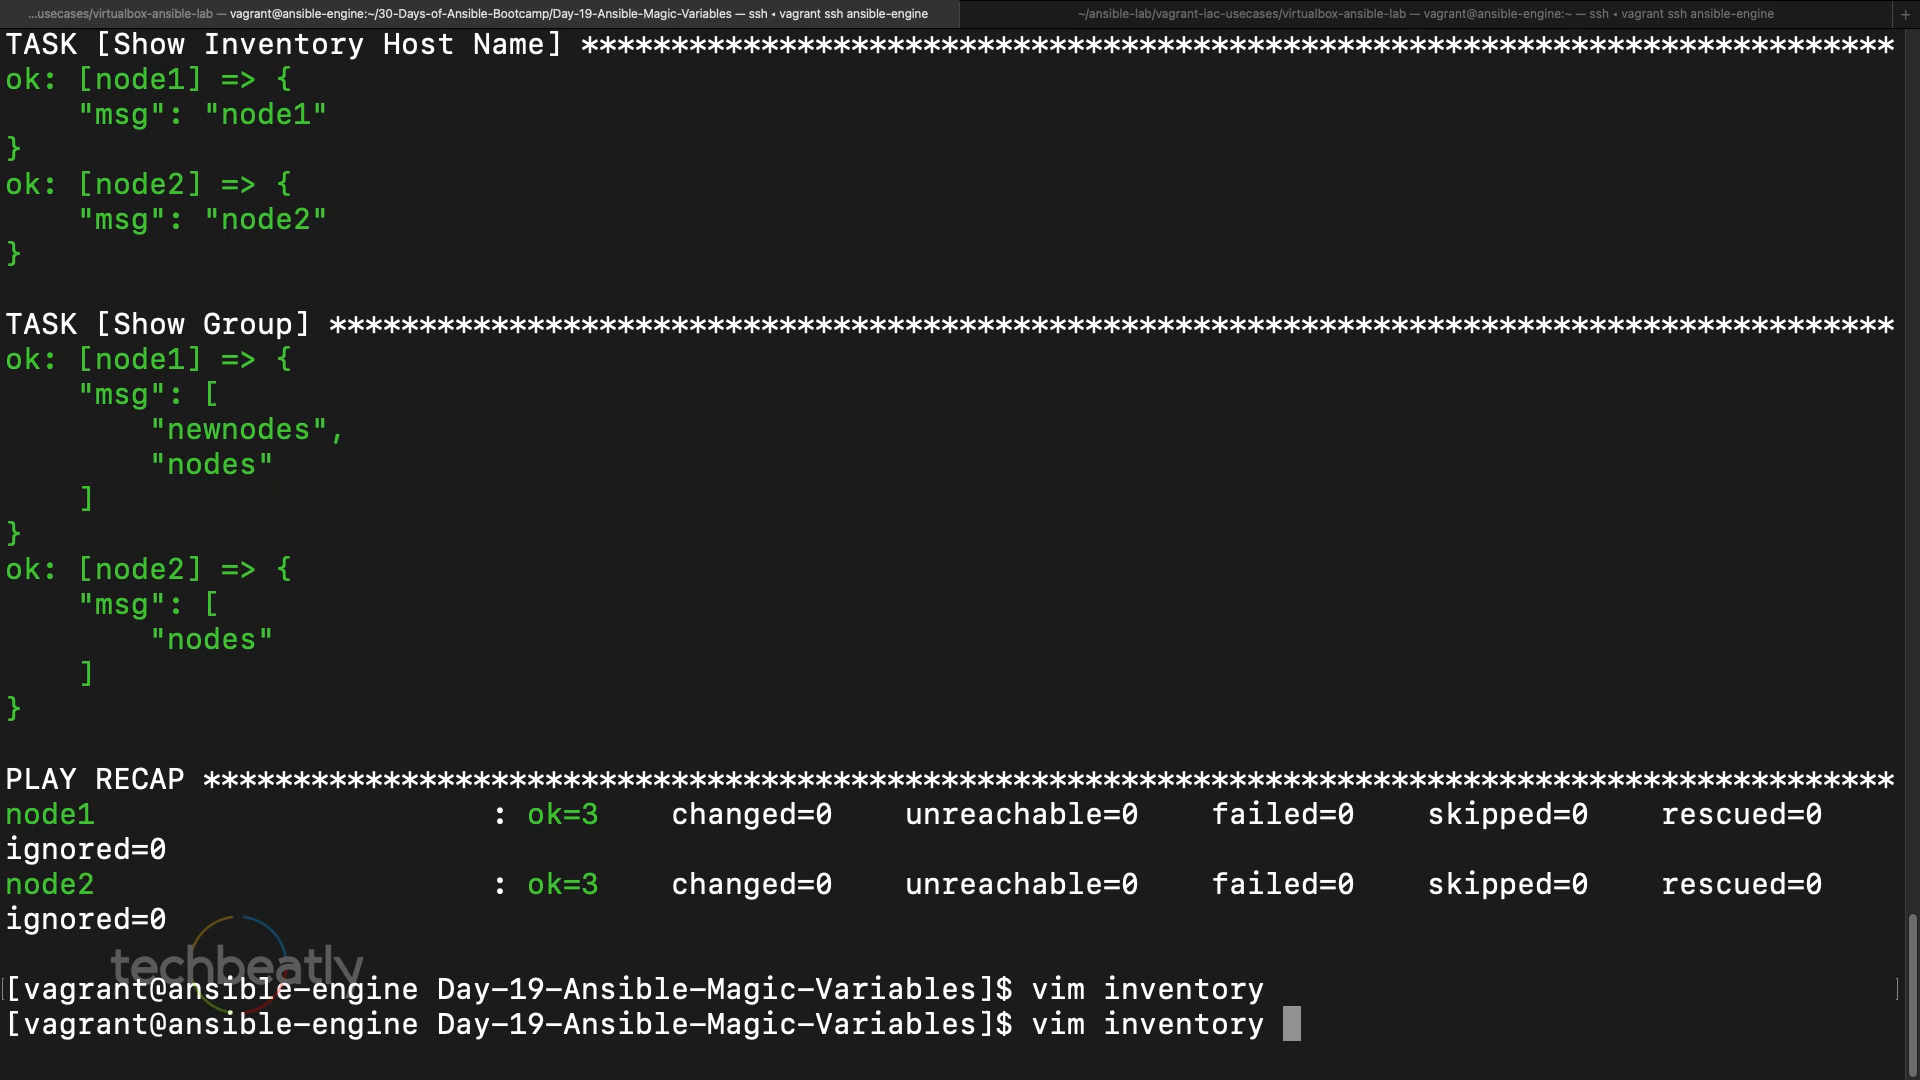 ...usecases/virtualbox-ansible-lab — vagrant@ansible-engine:~/30-Days-of-Ansible-Bootcamp/Day-19-Ansible-Magic-Variables — ssh ◂ vagrant ssh ansible-engine
~/ansible-lab/vagrant-iac-usecases/virtualbox-ansible-lab — vagrant@ansible-engine:~ — ssh ◂ vagrant ssh ansible-engine
+
TASK [Show Inventory Host Name] *************************************************************************
ok: [node1] => {
    "msg": "node1"
}
ok: [node2] => {
    "msg": "node2"
}
TASK [Show Group] ***************************************************************************************
ok: [node1] => {
    "msg": [
        "newnodes",
        "nodes"
    ]
}
ok: [node2] => {
    "msg": [
        "nodes"
    ]
}
PLAY RECAP **********************************************************************************************
node1                      : ok=3    changed=0    unreachable=0    failed=0    skipped=0    rescued=0
ignored=0
node2                      : ok=3    changed=0    unreachable=0    failed=0    skipped=0    rescued=0
ignored=0
techbeatly
[vagrant@ansible-engine Day-19-Ansible-Magic-Variables]$ vim inventory
[vagrant@ansible-engine Day-19-Ansible-Magic-Variables]$ vim inventory